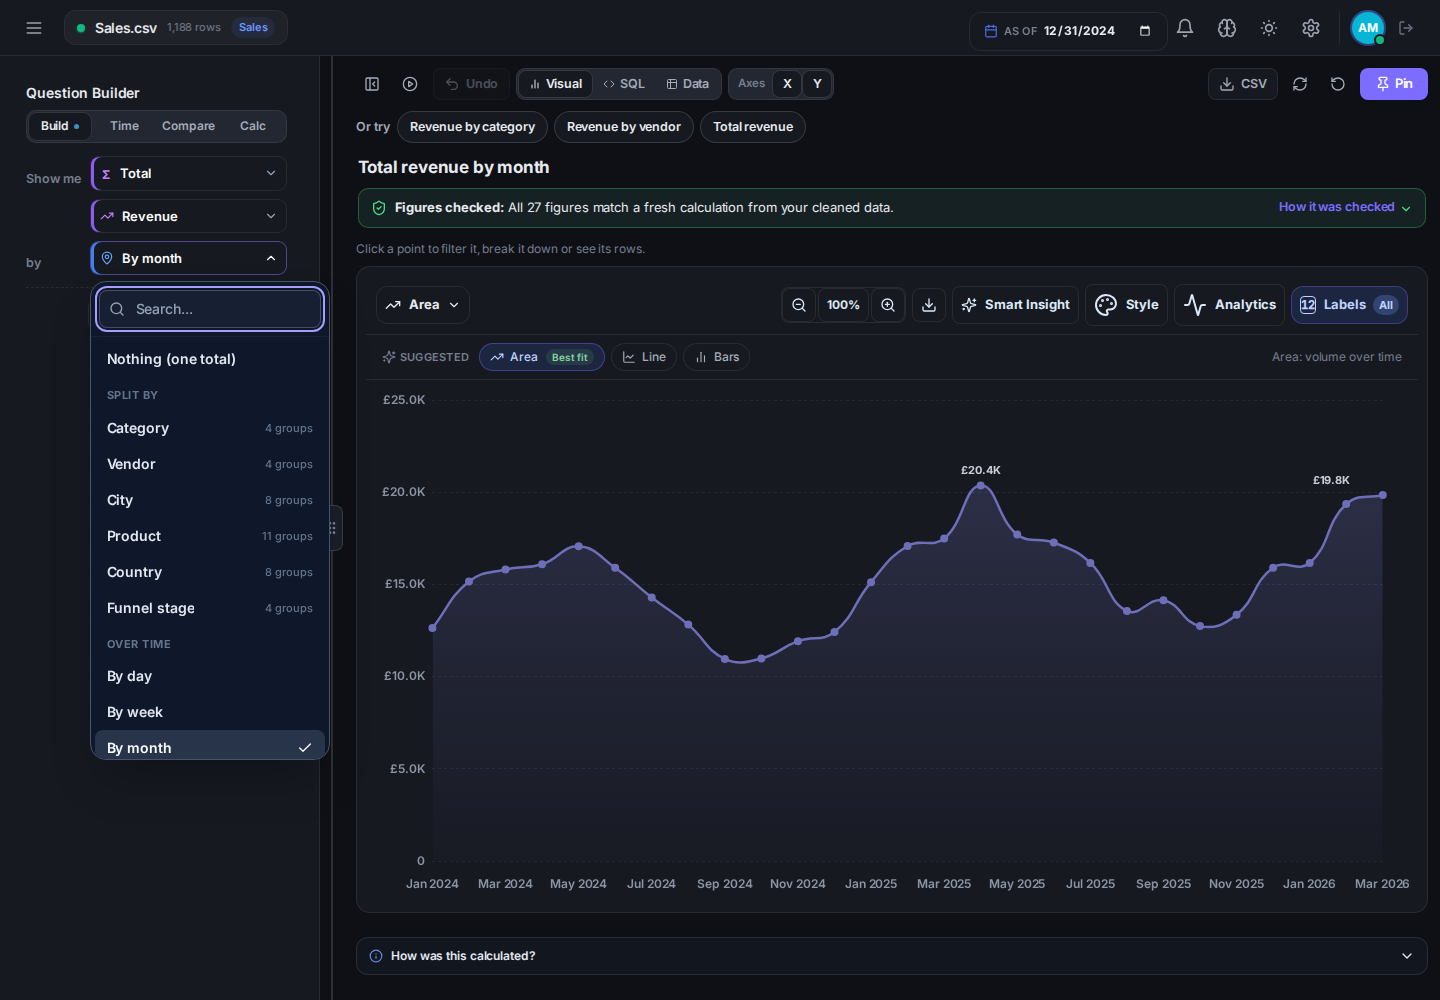 Sales.csv 1,188 rows Sales
AS OF 12/31/2024
AM
Question Builder
Build Time Compare Calc
Show me
Σ Total
Revenue
by
By month
Search...
Nothing (one total)
SPLIT BY
Category 4 groups
Vendor 4 groups
City 8 groups
Product 11 groups
Country 8 groups
Funnel stage 4 groups
OVER TIME
By day
By week
By month
Undo Visual SQL Data Axes X Y CSV Pin
Or try Revenue by category Revenue by vendor Total revenue
Total revenue by month
Figures checked: All 27 figures match a fresh calculation from your cleaned data. How it was checked
Click a point to filter it, break it down or see its rows.
Area 100% Smart Insight Style Analytics 12 Labels All
SUGGESTED Area Best fit Line Bars Area: volume over time
£25.0K
£20.4K
£19.8K
£20.0K
£15.0K
£10.0K
£5.0K
0
Jan 2024 Mar 2024 May 2024 Jul 2024 Sep 2024 Nov 2024 Jan 2025 Mar 2025 May 2025 Jul 2025 Sep 2025 Nov 2025 Jan 2026 Mar 2026
How was this calculated?